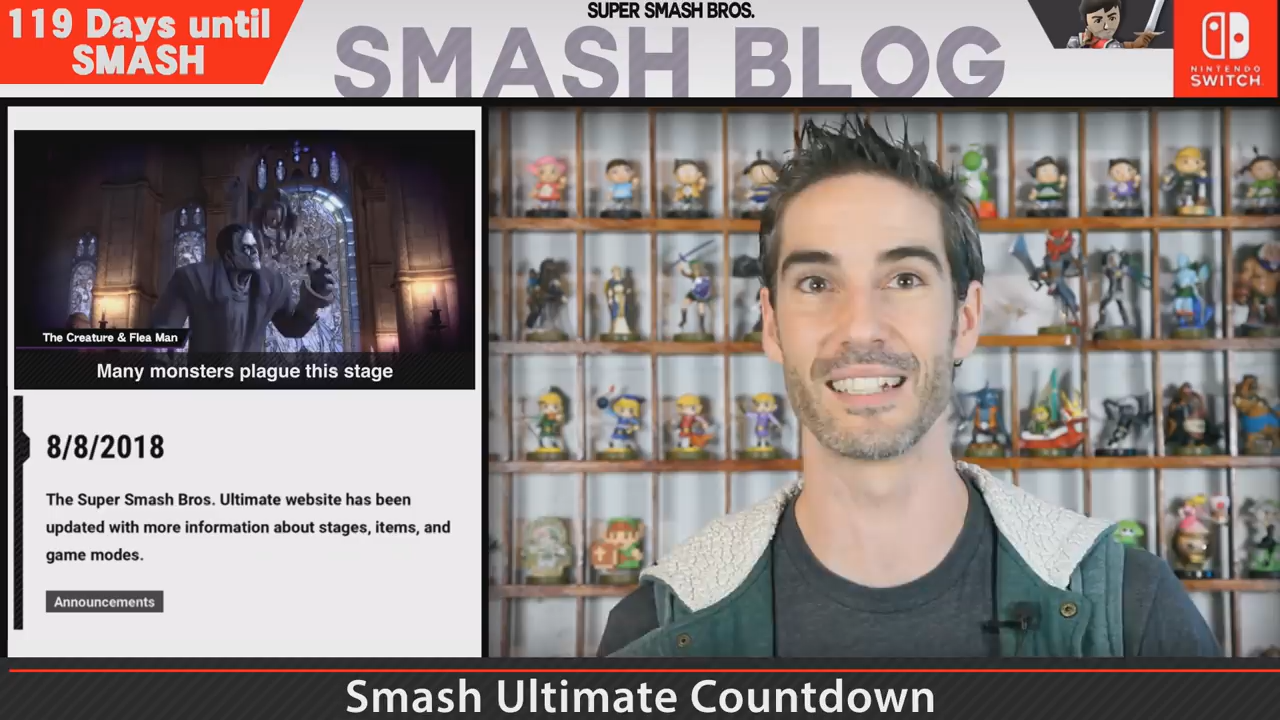 119 Days until
SMASH
SUPER SMASH BROS.
SMASH BLOG
NINTENDO
SWITCH
The Creature & Flea Man
Many monsters plague this stage
8/8/2018
The Super Smash Bros. Ultimate website has been
updated with more information about stages, items, and
game modes.
Announcements
Smash Ultimate Countdown